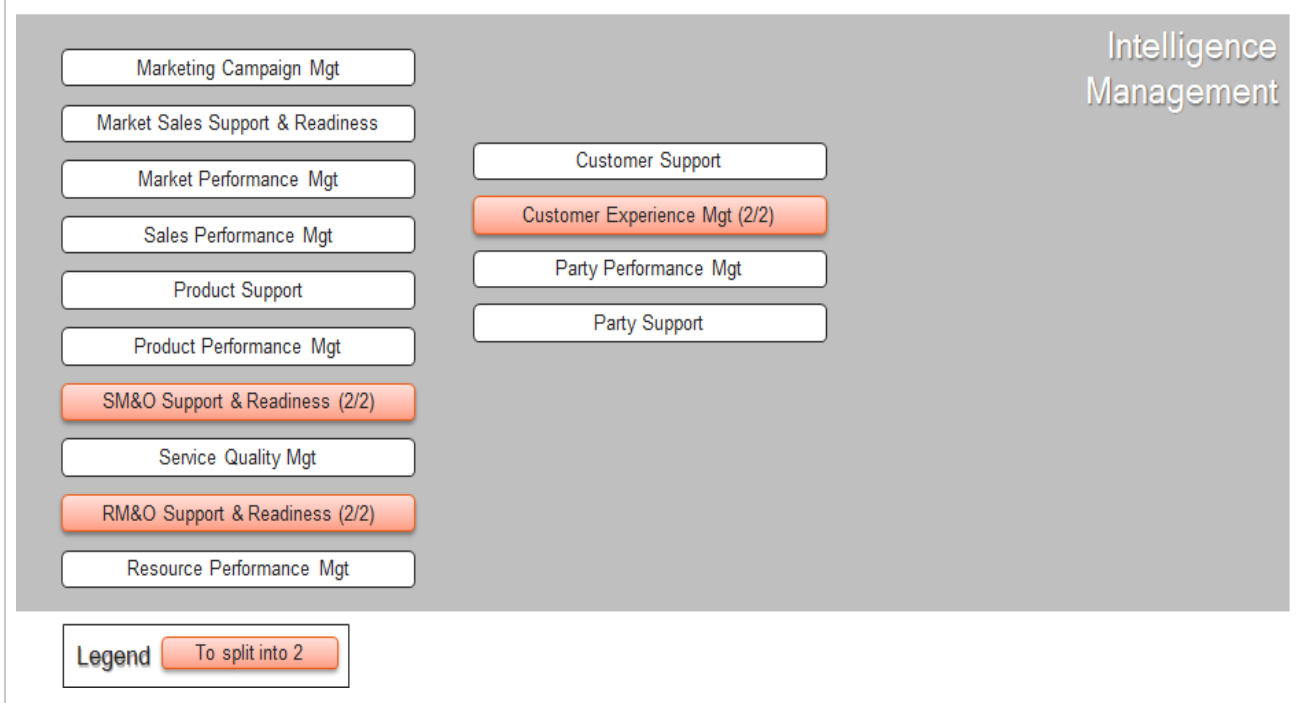 Intelligence
Management
Marketing Campaign Mgt
Market Sales Support & Readiness
Market Performance Mgt
Sales Performance Mgt
Product Support
Product Performance Mgt
SM&O Support & Readiness (2/2)
Service Quality Mgt
RM&O Support & Readiness (2/2)
Resource Performance Mgt
Customer Support
Customer Experience Mgt (2/2)
Party Performance Mgt
Party Support
Legend
To split into 2